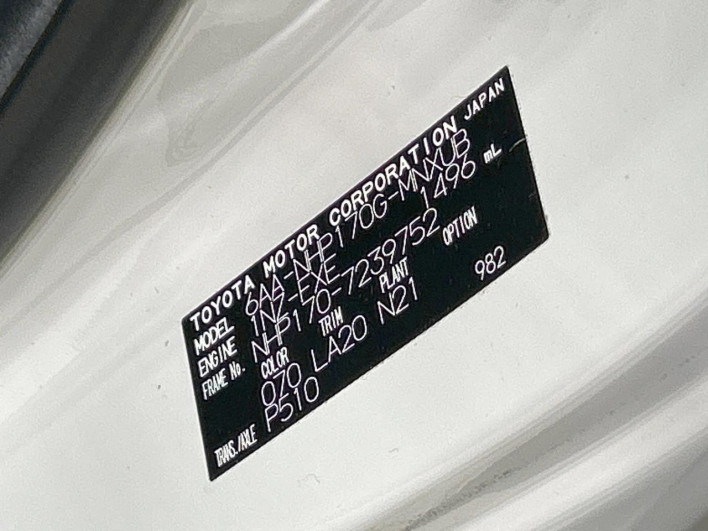 TOYOTA MOTOR CORPORATION JAPAN
MODEL 6AA-NHP170G-MNXUB
ENGINE 1NZ-FXE 1496 mL
FRAME No. NHP170-7239752
COLOR TRIM PLANT OPTION
070 LA20 N21 982
TRANS./AXLE P510